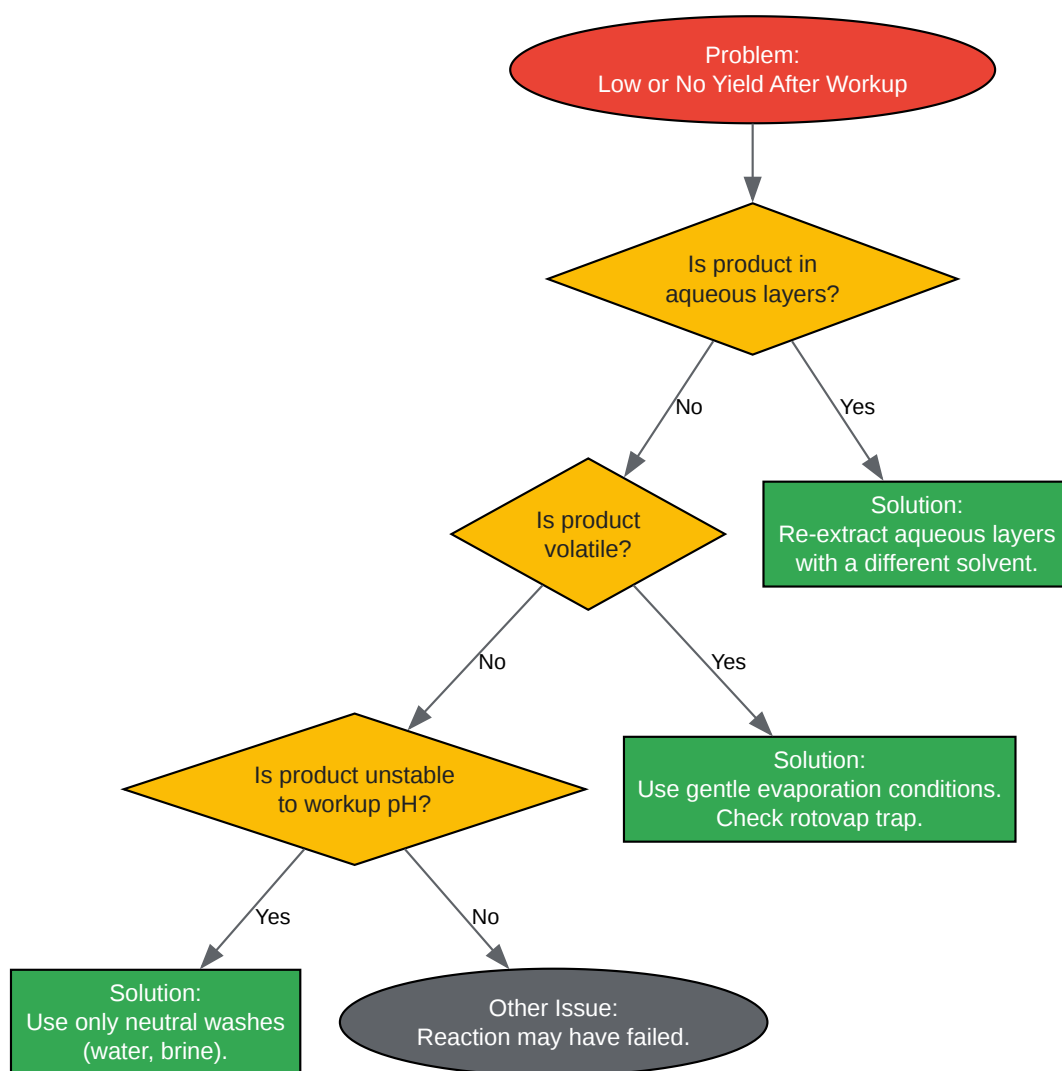 Problem:
Low or No Yield After Workup
Is product in
aqueous layers?
No
Yes
Is product
volatile?
Solution:
Re-extract aqueous layers
with a different solvent.
No
Yes
Is product unstable
to workup pH?
Solution:
Use gentle evaporation conditions.
Check rotovap trap.
Yes
No
Solution:
Use only neutral washes
(water, brine).
Other Issue:
Reaction may have failed.